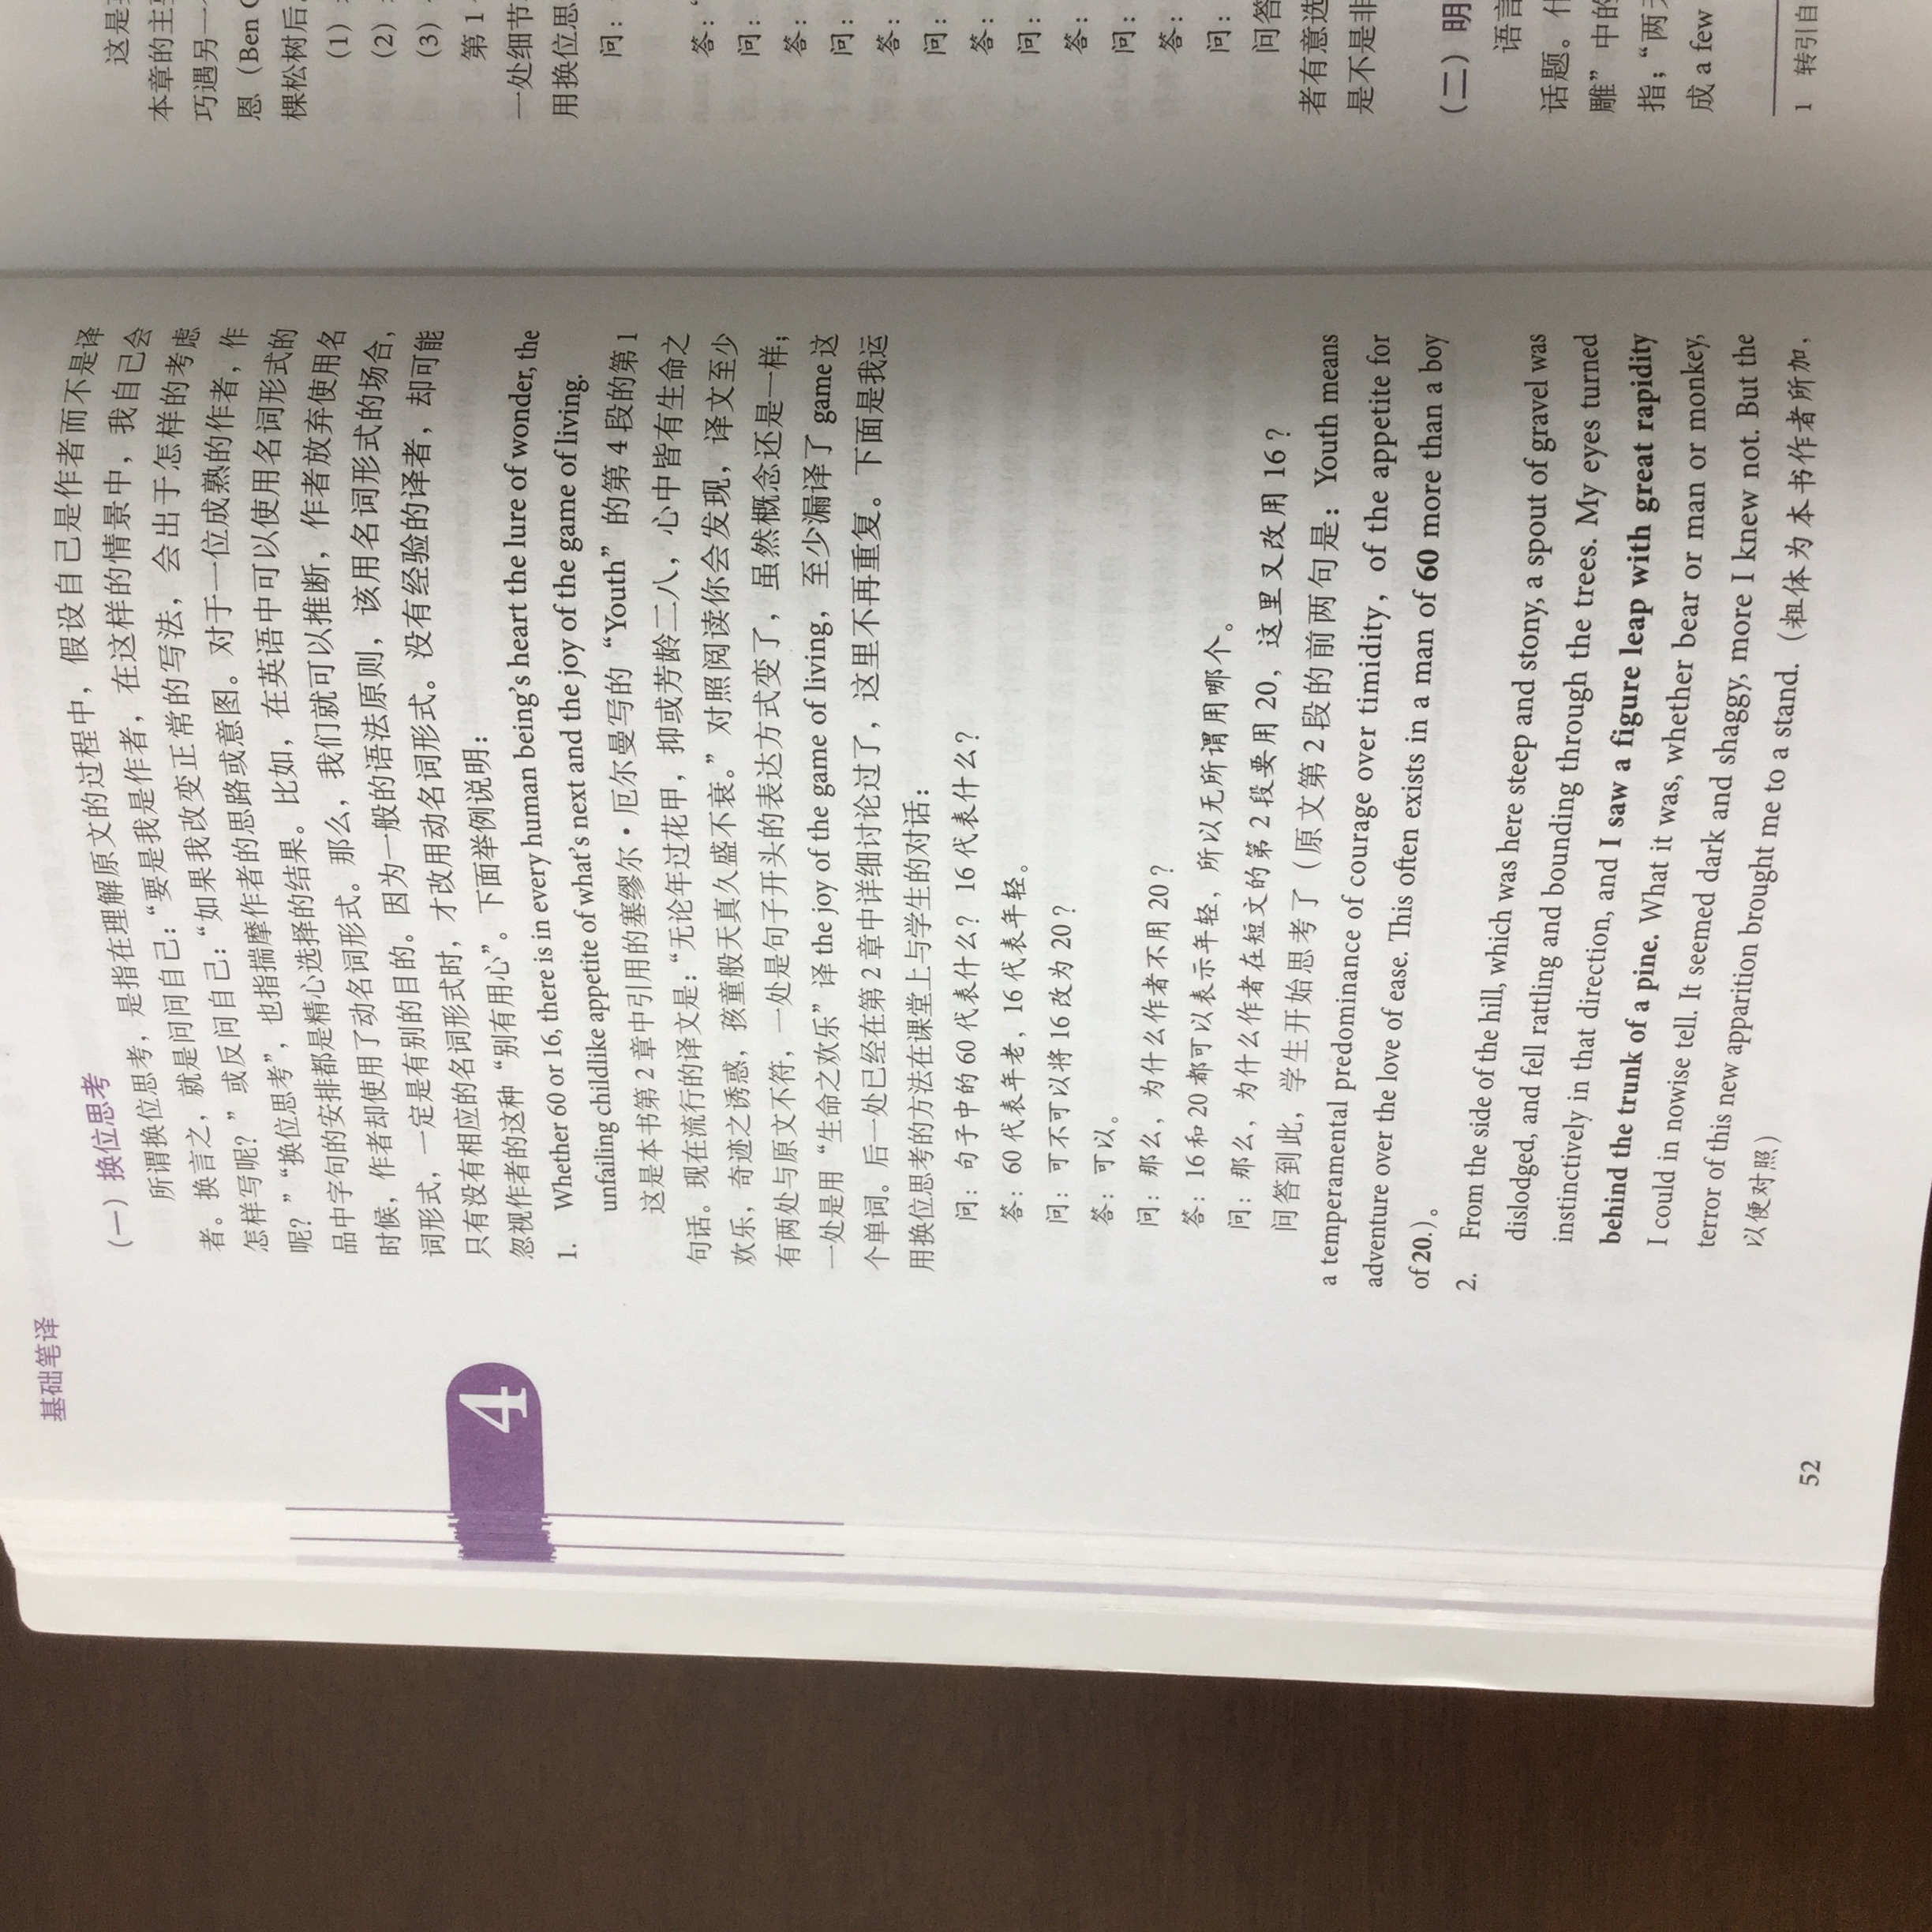 基础笔译
（一）换位思考
所谓换位思考，是指在理解原文的过程中，假设自己是作者而不是译
者。换言之，就是问问自己：“要是我是作者，在这样的情景中，我自己会
怎样写呢？”或反问自己：“如果我改变正常的写法，会出于怎样的考虑
呢？”“换位思考”，也指揣摩作者的思路或意图。对于一位成熟的作者，作
品中字句的安排都是精心选择的结果。比如，在英语中可以使用名词形式的
时候，作者却使用了动名词形式。那么，我们就可以推断，作者放弃使用名
词形式，一定是有别的目的。因为一般的语法原则，该用名词形式的场合，
只有没有相应的名词形式时，才改用动名词形式。没有经验的译者，却可能
忽视作者的这种“别有用心”。下面举例说明：
1. Whether 60 or 16, there is in every human being’s heart the lure of wonder, the
unfailing childlike appetite of what’s next and the joy of the game of living.
这是本书第 2 章中引用的塞缪尔·厄尔曼写的“Youth”的第 4 段的第 1
句话。现在流行的译文是：“无论年过花甲，抑或芳龄二八，心中皆有生命之
欢乐，奇迹之诱惑，孩童般天真久盛不衰。”对照阅读你会发现，译文至少
有两处与原文不符，一处是句子开头的表达方式变了，虽然概念还是一样；
一处是用“生命之欢乐”译 the joy of the game of living，至少漏译了 game 这
个单词。后一处已经在第 2 章中详细讨论过了，这里不再重复。下面是我运
用换位思考的方法在课堂上与学生的对话：
问：句子中的 60 代表什么？ 16 代表什么？
答：60 代表年老，16 代表年轻。
问：可不可以将 16 改为 20？
答：可以。
问：那么，为什么作者不用 20？
答：16 和 20 都可以表示年轻，所以无所谓用哪个。
问：那么，为什么作者在短文的第 2 段要用 20，这里又改用 16？
问答到此，学生开始思考了（原文第 2 段的前两句是：Youth means
a temperamental predominance of courage over timidity，of the appetite for
adventure over the love of ease. This often exists in a man of 60 more than a boy
of 20.）。
2. From the side of the hill, which was here steep and stony, a spout of gravel was
dislodged, and fell rattling and bounding through the trees. My eyes turned
instinctively in that direction, and I saw a figure leap with great rapidity
behind the trunk of a pine. What it was, whether bear or man or monkey,
I could in nowise tell. It seemed dark and shaggy, more I knew not. But the
terror of this new apparition brought me to a stand.（粗体为本书作者所加，
以便对照）
4
52
这是
本章的主
巧遇另一
恩（Ben
棵松树后
（1）
（2）
（3）
第 1
一处细节
用换位思
问：
答：“
问：
答：
问：
答：
问：
答：
问：
答：
问：
答：
问：
问答
者有意选
是不是非
（二）明
语言
话题。什
雕”中的
指；“两
成 a few
1 转引自